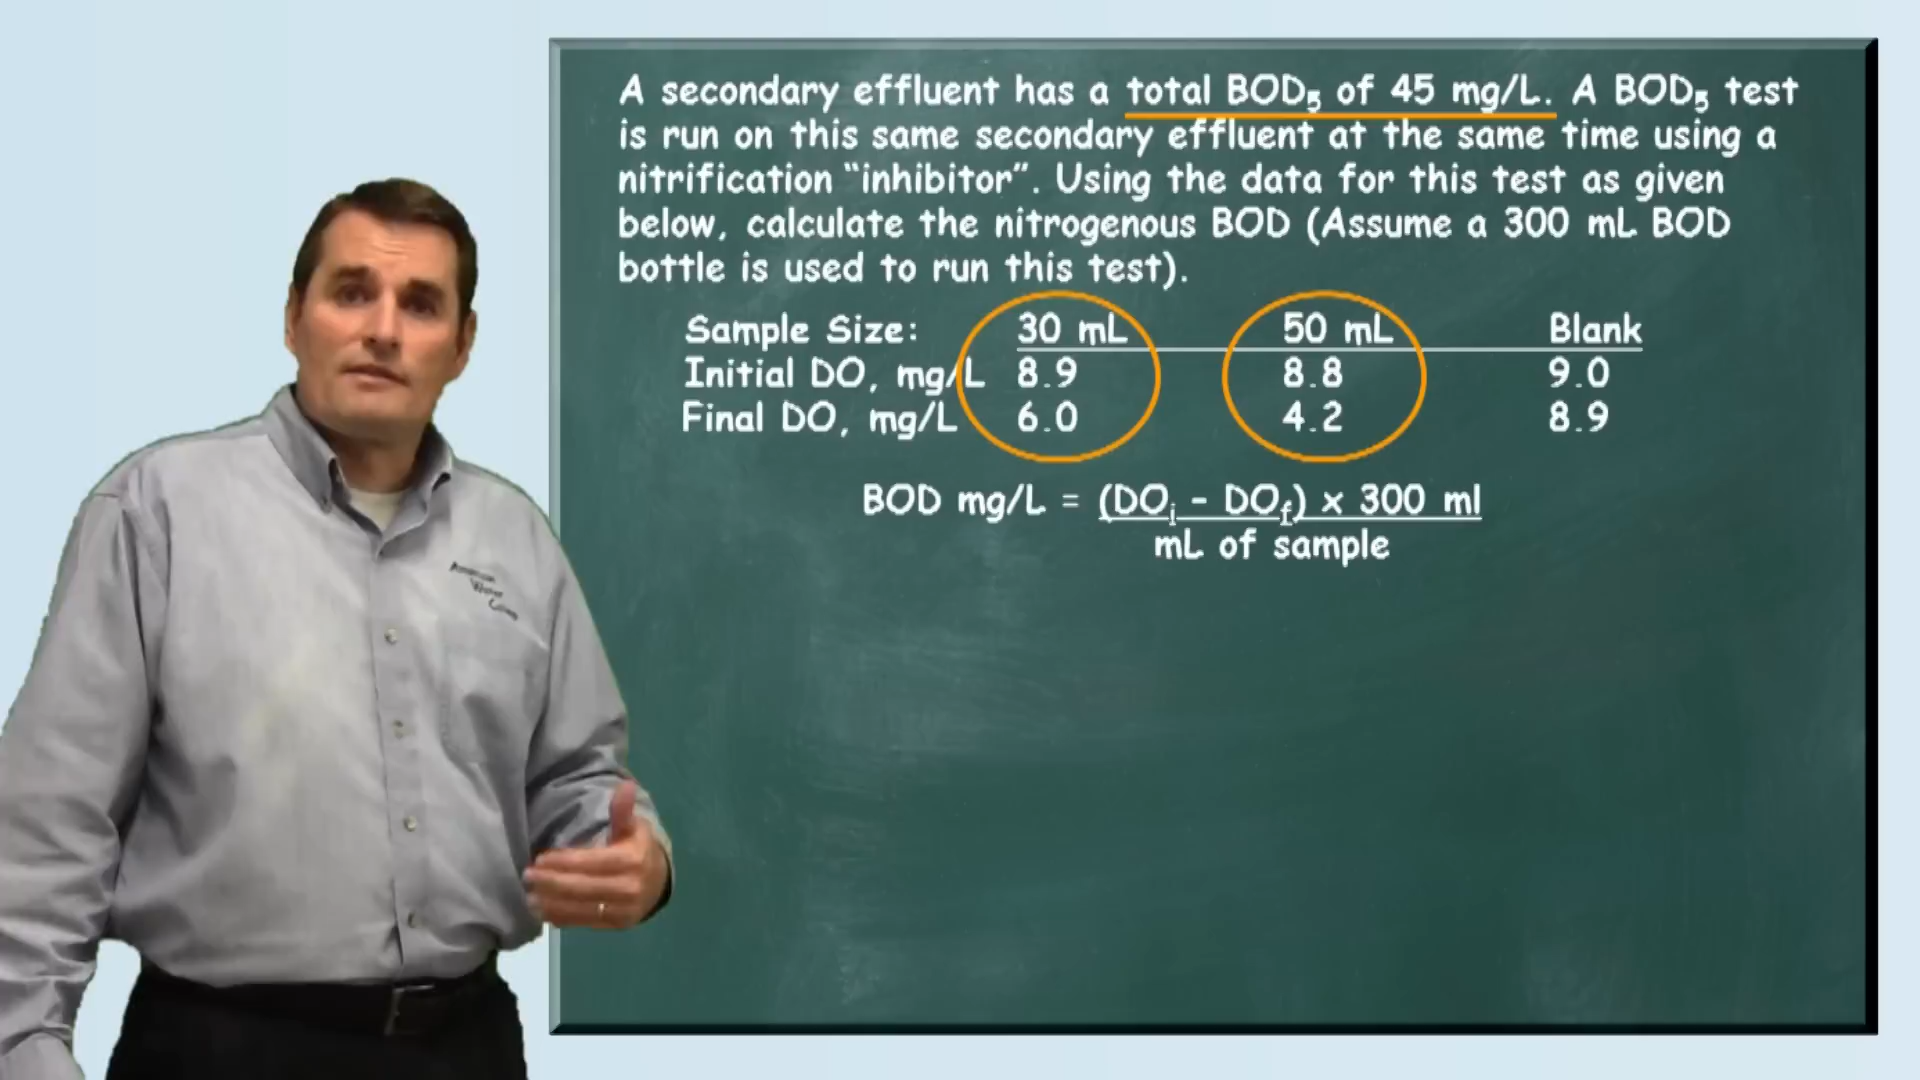 A secondary effluent has a total BOD₅ of 45 mg/L. A BOD₅ test
is run on this same secondary effluent at the same time using a
nitrification “inhibitor”. Using the data for this test as given
below, calculate the nitrogenous BOD (Assume a 300 mL BOD
bottle is used to run this test).
Sample Size: 30 mL 50 mL Blank
Initial DO, mg/L 8.9 8.8 9.0
Final DO, mg/L 6.0 4.2 8.9
BOD mg/L = (DOᵢ - DO_f) x 300 ml
mL of sample
American
Water
College